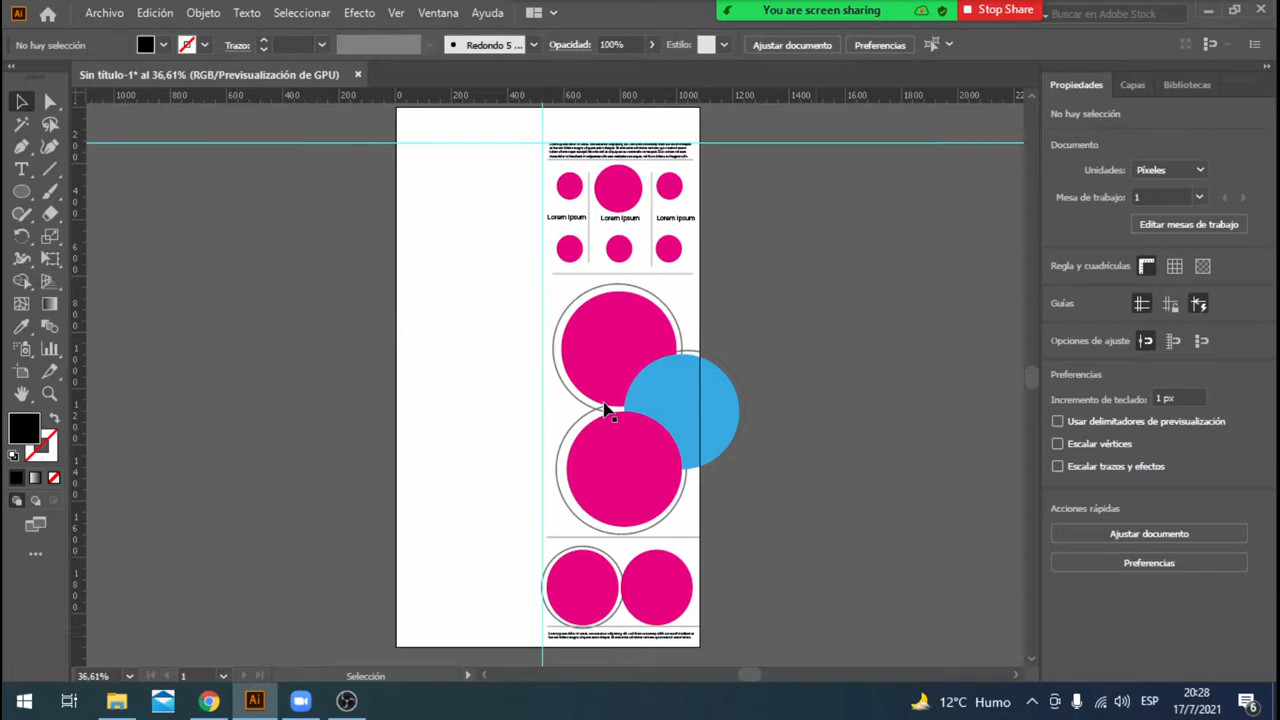 Ai Archivo Edición Objeto Texto Efecto Ver Ventana Ayuda You are screen sharing Stop Share Buscar en Adobe Stock
No hay selección Trazo: Redondo 5 ... Opacidad: 100% Estilo: Ajustar documento Preferencias
Sin título-1* al 36,61% (RGB/Previsualización de GPU)
1000 800 600 400 200 0 200 400 600 800 1000 1200 1400 1600 1800 2000
Lorem Ipsum Lorem Ipsum Lorem Ipsum
Propiedades Capas Bibliotecas
No hay selección
Documento
Unidades: Píxeles
Mesa de trabajo: 1
Editar mesas de trabajo
Regla y cuadrículas
Guías
Opciones de ajuste
Preferencias
Incremento de teclado: 1 px
Usar delimitadores de previsualización
Escalar vértices
Escalar trazos y efectos
Acciones rápidas
Ajustar documento
Preferencias
36,61% 1 Selección
Ai 12°C Humo ESP 20:28
17/7/2021 6